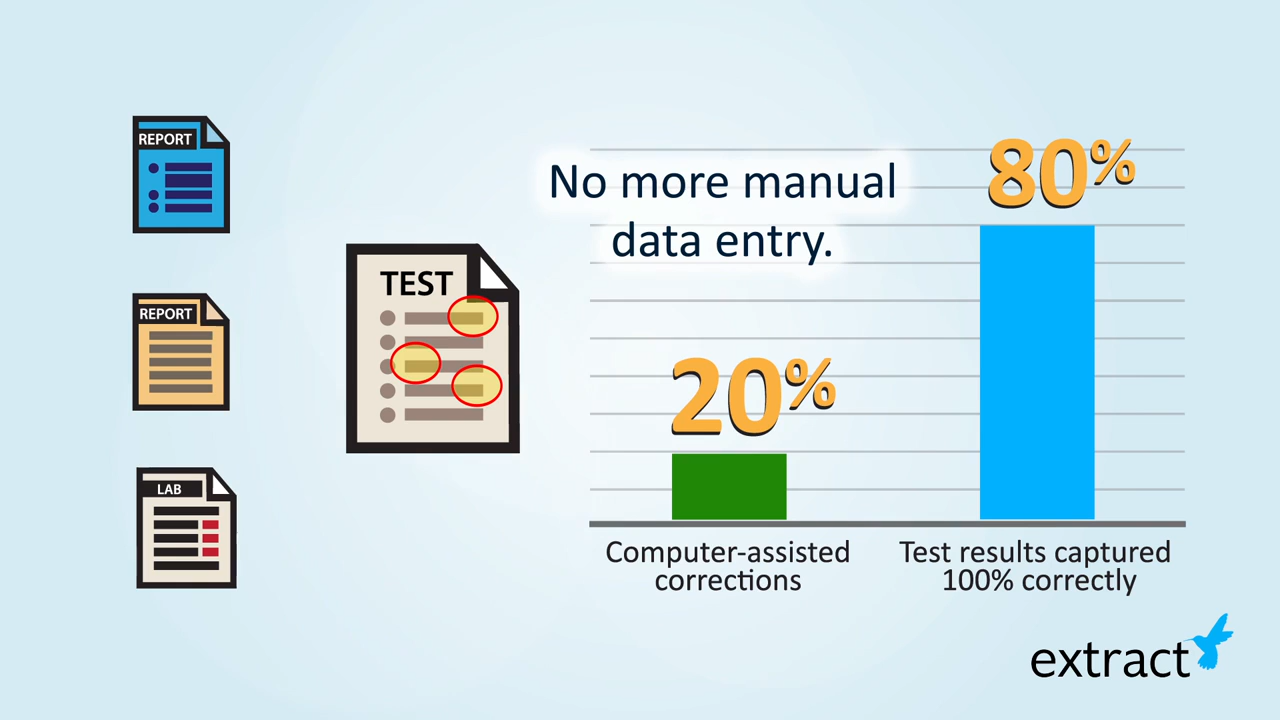 REPORT
REPORT
LAB
TEST
No more manual
data entry.
20%
80%
Computer-assisted
corrections
Test results captured
100% correctly
extract